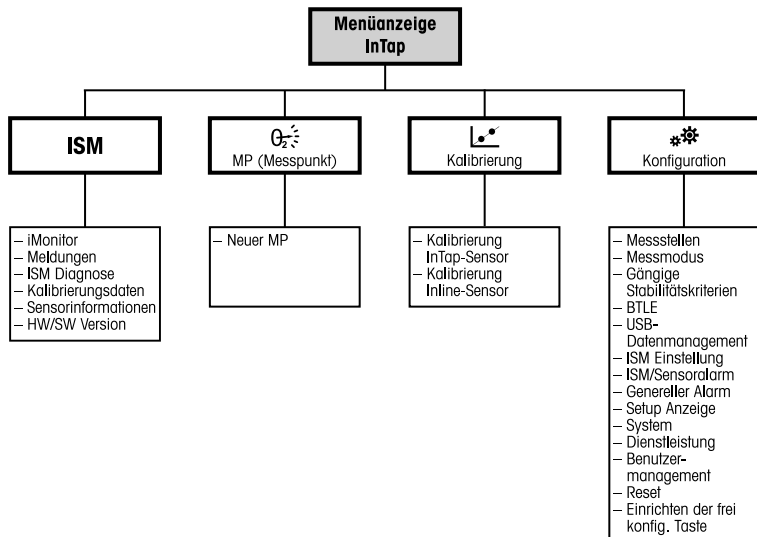 Menüanzeige
InTap
ISM
O₂
MP (Messpunkt)
Kalibrierung
Konfiguration
– iMonitor
– Meldungen
– ISM Diagnose
– Kalibrierungsdaten
– Sensorinformationen
– HW/SW Version
– Neuer MP
– Kalibrierung
InTap-Sensor
– Kalibrierung
Inline-Sensor
– Messstellen
– Messmodus
– Gängige
Stabilitätskriterien
– BTLE
– USB-
Datenmanagement
– ISM Einstellung
– ISM/Sensoralarm
– Genereller Alarm
– Setup Anzeige
– System
– Dienstleistung
– Benutzer-
management
– Reset
– Einrichten der frei
konfig. Taste